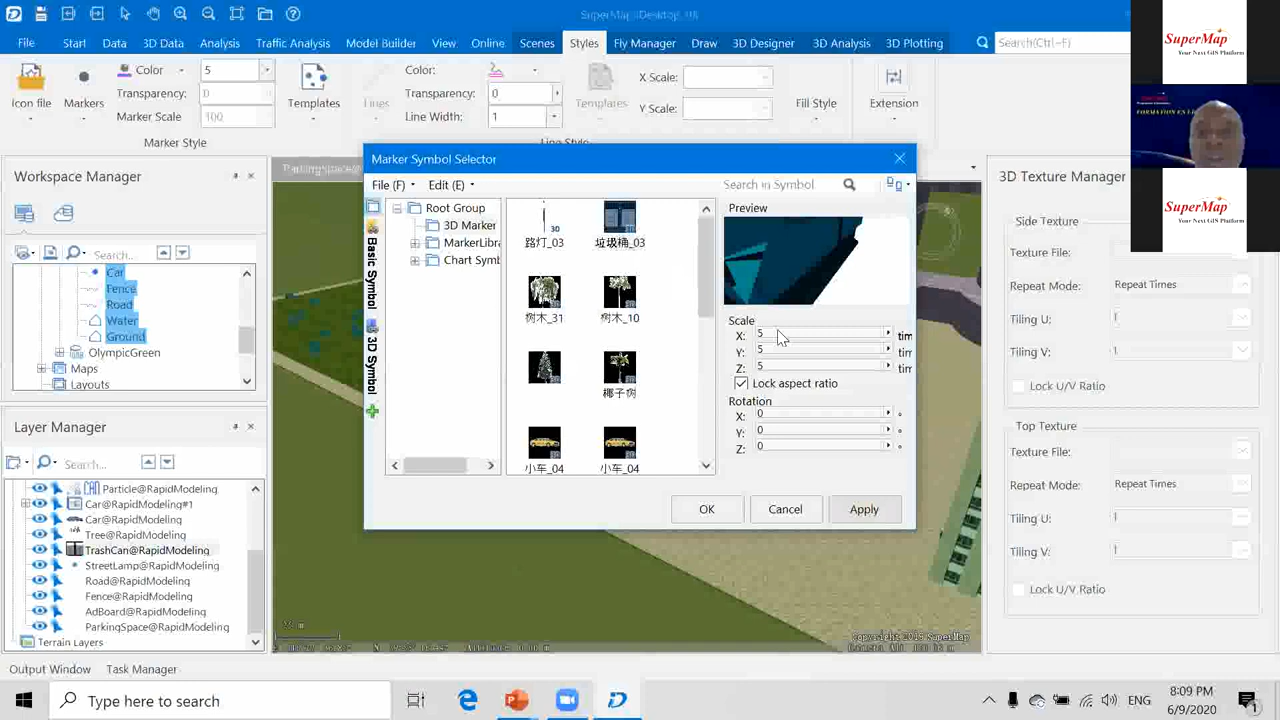 SuperMap iDesktop
File Start Data 3D Data Analysis Traffic Analysis Model Builder View Online Scenes Styles Fly Manager Draw 3D Designer 3D Analysis 3D Plotting Search(Ctrl+F)
Icon file
Markers
Color 5
Transparency: 0
Marker Scale 100
Templates
Marker Style
Lines
Color:
Transparency: 0
Line Width: 1
Templates
Line Style
X Scale:
Y Scale:
Fill Style
Extension
SuperMap
Your Next GIS Platform
SuperMap
Your Next GIS Platform
Workspace Manager
Search...
Car
Fence
Road
Water
Ground
OlympicGreen
Maps
Layouts
Layer Manager
Search...
Particle@RapidModeling
Car@RapidModeling#1
Car@RapidModeling
Tree@RapidModeling
TrashCan@RapidModeling
StreetLamp@RapidModeling
Road@RapidModeling
Fence@RapidModeling
AdBoard@RapidModeling
ParkingSpace@RapidModeling
Terrain Layers
Output Window Task Manager
Marker Symbol Selector
File (F) Edit (E)
Search in Symbol
Basic Symbol
3D Symbol
Root Group
3D Marker
MarkerLibra
Chart Symb
路灯_03 垃圾桶_03
树木_31 树木_10
椰子树
小车_04 小车_04
Preview
Scale
X: 5 tim
Y: 5 tim
Z: 5 tim
Lock aspect ratio
Rotation
X: 0 °
Y: 0 °
Z: 0 °
OK Cancel Apply
3D Texture Manager
Side Texture
Texture File:
Repeat Mode: Repeat Times
Tiling U: 1
Tiling V: 1
Lock U/V Ratio
Top Texture
Texture File:
Repeat Mode: Repeat Times
Tiling U: 1
Tiling V: 1
Lock U/V Ratio
Type here to search
ENG
8:09 PM
6/9/2020